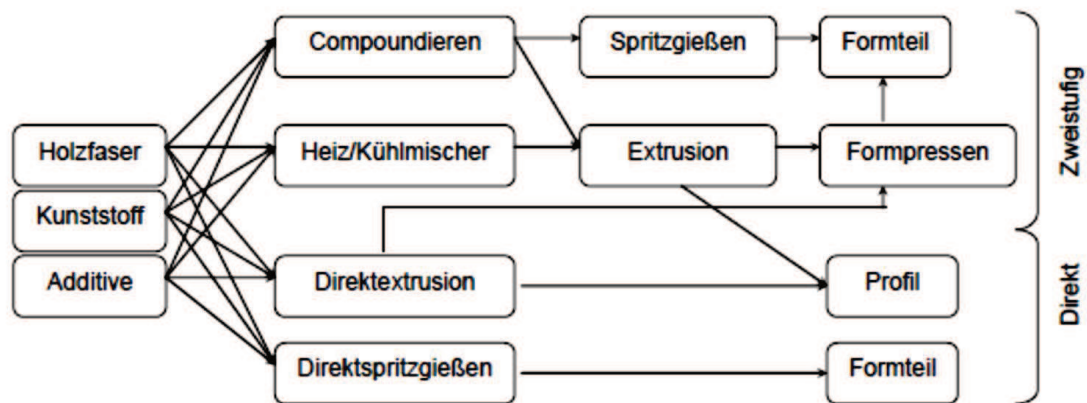 Compoundieren
Spritzgießen
Formteil
Holzfaser
Heiz/Kühlmischer
Extrusion
Formpressen
Zweistufig
Kunststoff
Additive
Direktextrusion
Profil
Direkt
Direktspritzgießen
Formteil